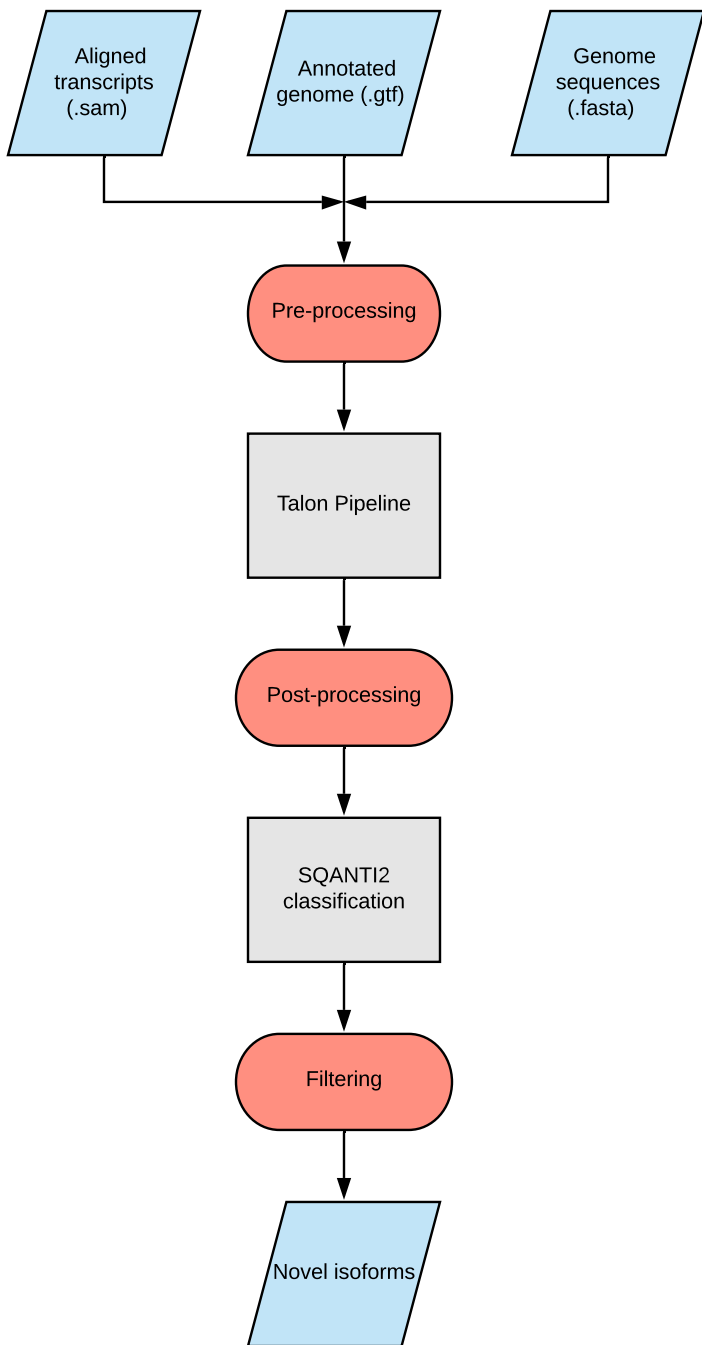 Aligned
transcripts
(.sam)
Annotated
genome (.gtf)
Genome
sequences
(.fasta)
Pre-processing
Talon Pipeline
Post-processing
SQANTI2
classification
Filtering
Novel isoforms